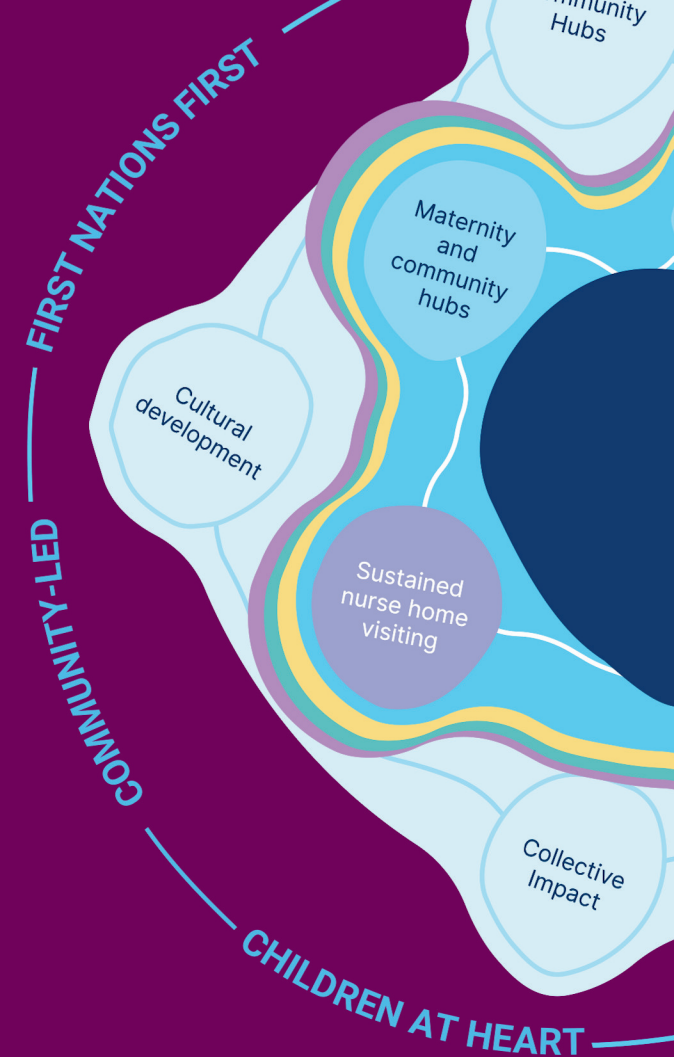 Hubs
FIRST NATIONS FIRST
Maternity
and
community
hubs
Cultural
development
COMMUNITY-LED
Sustained
nurse home
visiting
Collective
Impact
CHILDREN AT HEART